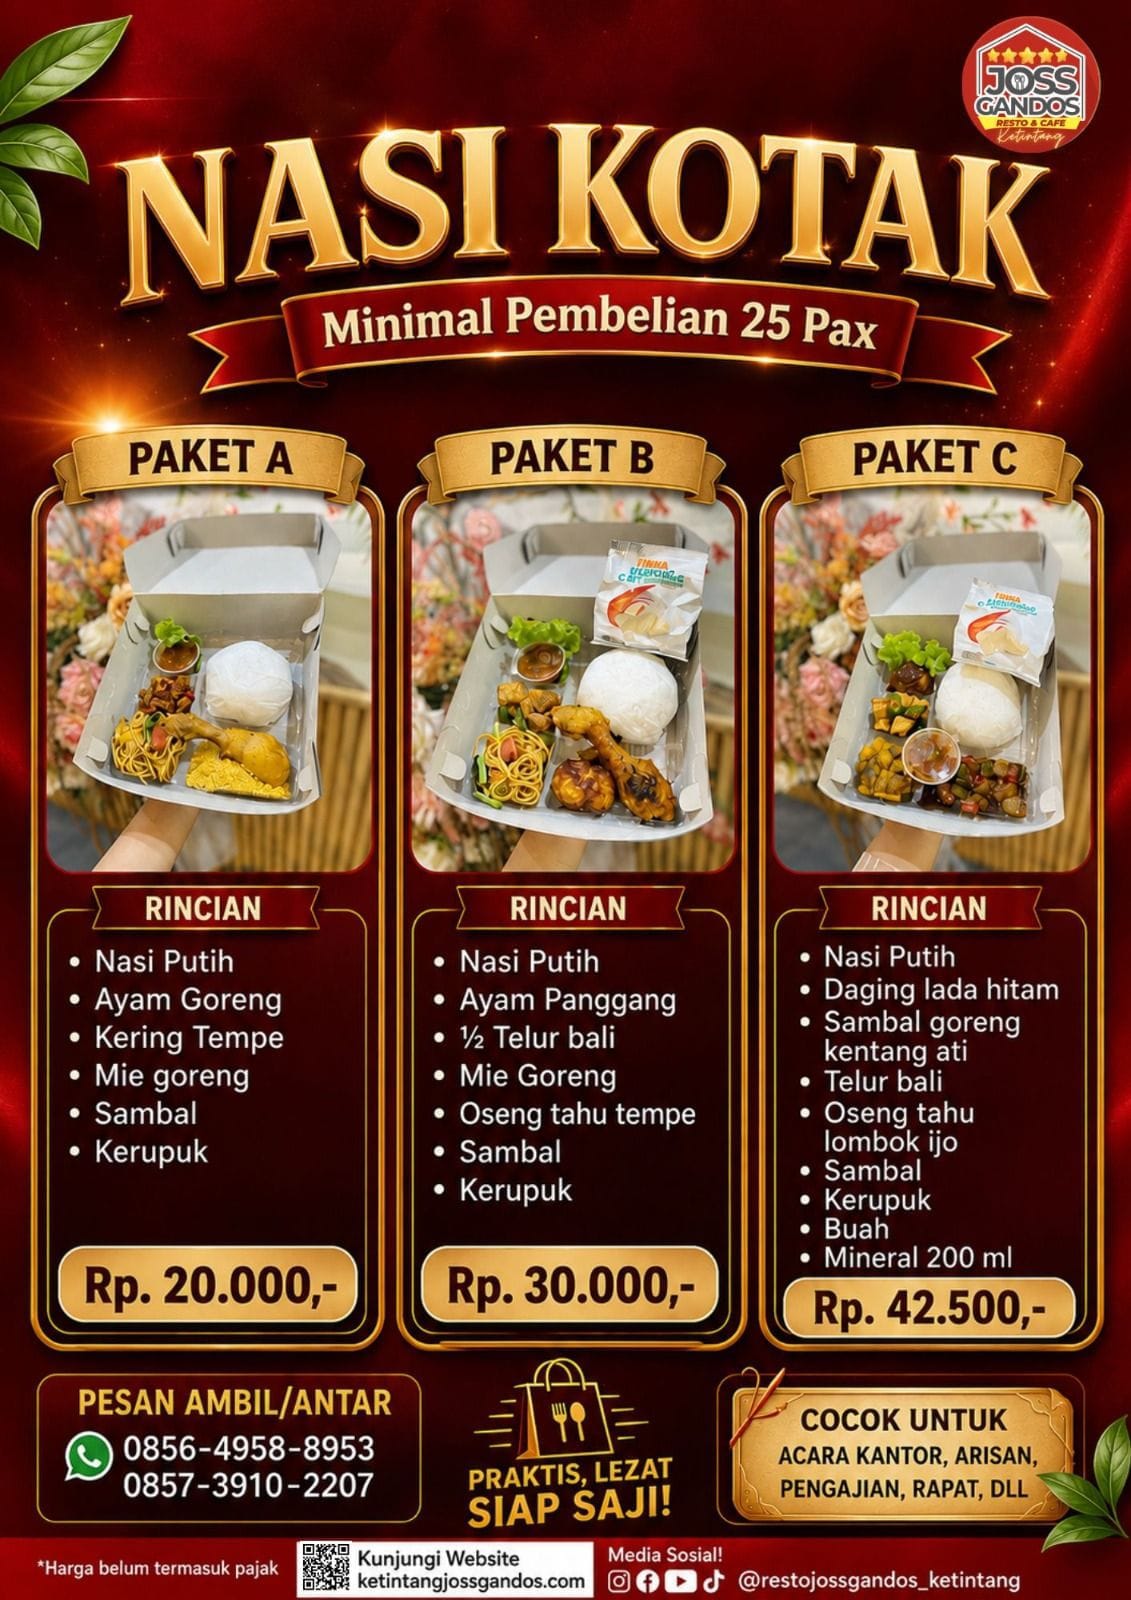 JOSS
GANDOS
RESTO & CAFE
Ketintang
NASI KOTAK
Minimal Pembelian 25 Pax
PAKET A
RINCIAN
• Nasi Putih
• Ayam Goreng
• Kering Tempe
• Mie goreng
• Sambal
• Kerupuk
Rp. 20.000,-
PAKET B
RINCIAN
• Nasi Putih
• Ayam Panggang
• ½ Telur bali
• Mie Goreng
• Oseng tahu tempe
• Sambal
• Kerupuk
Rp. 30.000,-
PAKET C
RINCIAN
• Nasi Putih
• Daging lada hitam
• Sambal goreng
kentang ati
• Telur bali
• Oseng tahu
lombok ijo
• Sambal
• Kerupuk
• Buah
• Mineral 200 ml
Rp. 42.500,-
PESAN AMBIL/ANTAR
0856-4958-8953
0857-3910-2207
PRAKTIS, LEZAT
SIAP SAJI!
COCOK UNTUK
ACARA KANTOR, ARISAN,
PENGAJIAN, RAPAT, DLL
*Harga belum termasuk pajak
Kunjungi Website
ketintangjossgandos.com
Media Sosial!
@restojossgandos_ketintang